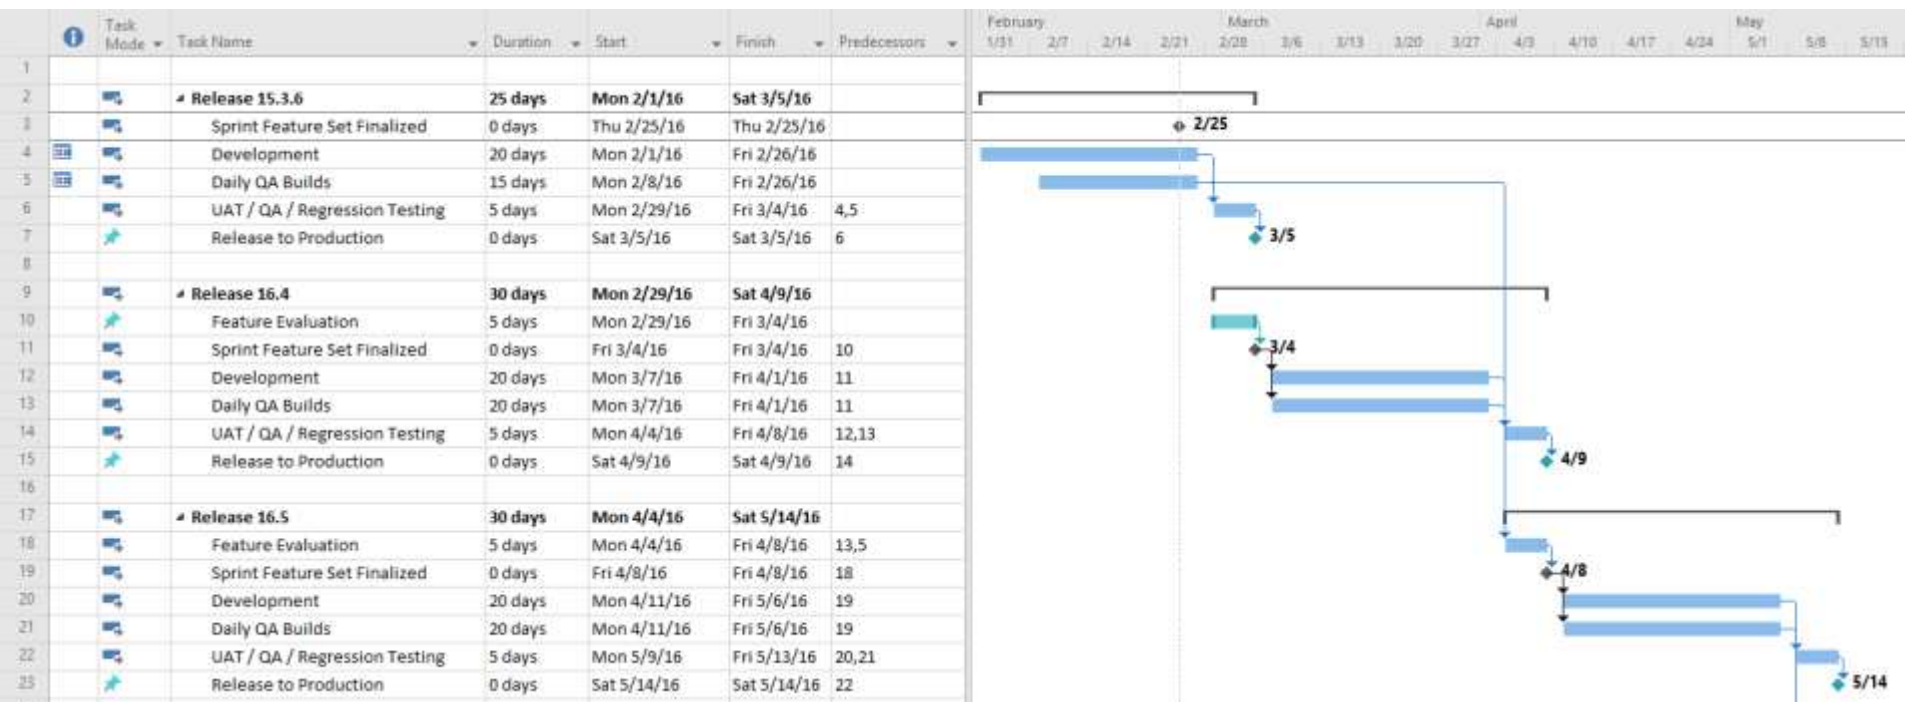 Task Mode Task Name Duration Start Finish Predecessors
February March April May
1/31 2/7 2/14 2/21 2/28 3/6 3/13 3/20 3/27 4/3 4/10 4/17 4/24 5/1 5/8 5/15
1
2 Release 15.3.6 25 days Mon 2/1/16 Sat 3/5/16
3 Sprint Feature Set Finalized 0 days Thu 2/25/16 Thu 2/25/16 2/25
4 Development 20 days Mon 2/1/16 Fri 2/26/16
5 Daily QA Builds 15 days Mon 2/8/16 Fri 2/26/16
6 UAT / QA / Regression Testing 5 days Mon 2/29/16 Fri 3/4/16 4,5
7 Release to Production 0 days Sat 3/5/16 Sat 3/5/16 6 3/5
8
9 Release 16.4 30 days Mon 2/29/16 Sat 4/9/16
10 Feature Evaluation 5 days Mon 2/29/16 Fri 3/4/16
11 Sprint Feature Set Finalized 0 days Fri 3/4/16 Fri 3/4/16 10 3/4
12 Development 20 days Mon 3/7/16 Fri 4/1/16 11
13 Daily QA Builds 20 days Mon 3/7/16 Fri 4/1/16 11
14 UAT / QA / Regression Testing 5 days Mon 4/4/16 Fri 4/8/16 12,13
15 Release to Production 0 days Sat 4/9/16 Sat 4/9/16 14 4/9
16
17 Release 16.5 30 days Mon 4/4/16 Sat 5/14/16
18 Feature Evaluation 5 days Mon 4/4/16 Fri 4/8/16 13,5
19 Sprint Feature Set Finalized 0 days Fri 4/8/16 Fri 4/8/16 18 4/8
20 Development 20 days Mon 4/11/16 Fri 5/6/16 19
21 Daily QA Builds 20 days Mon 4/11/16 Fri 5/6/16 19
22 UAT / QA / Regression Testing 5 days Mon 5/9/16 Fri 5/13/16 20,21
23 Release to Production 0 days Sat 5/14/16 Sat 5/14/16 22 5/14